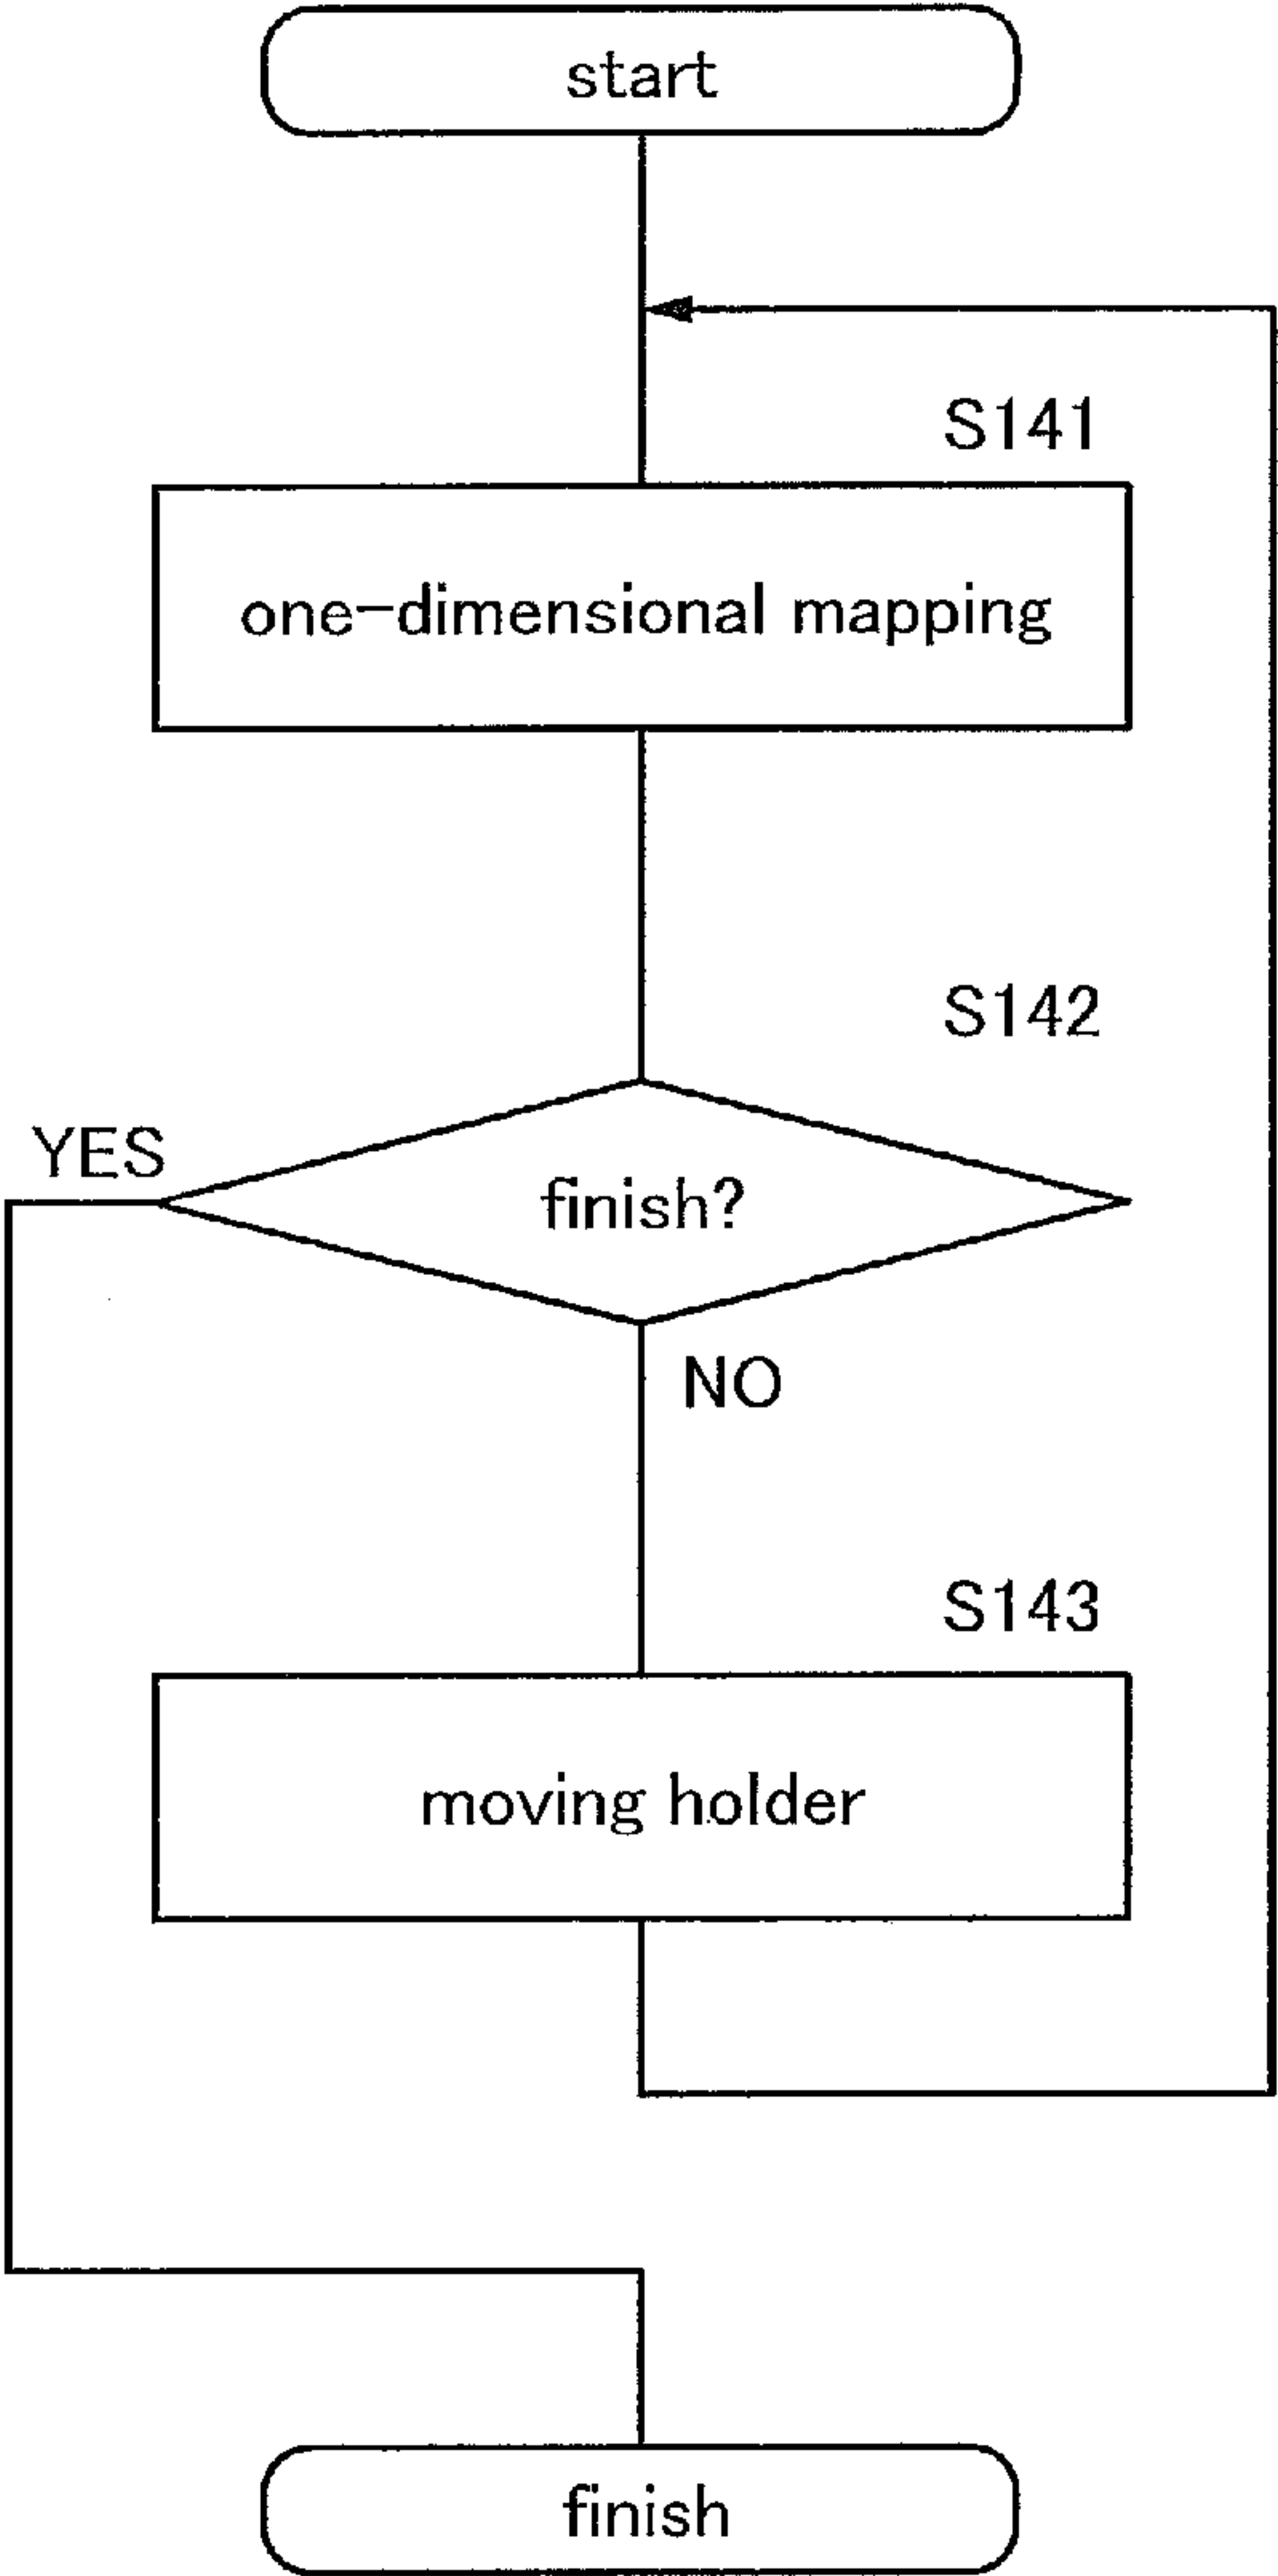 start
S141
one-dimensional mapping
S142
YES
finish?
NO
S143
moving holder
finish